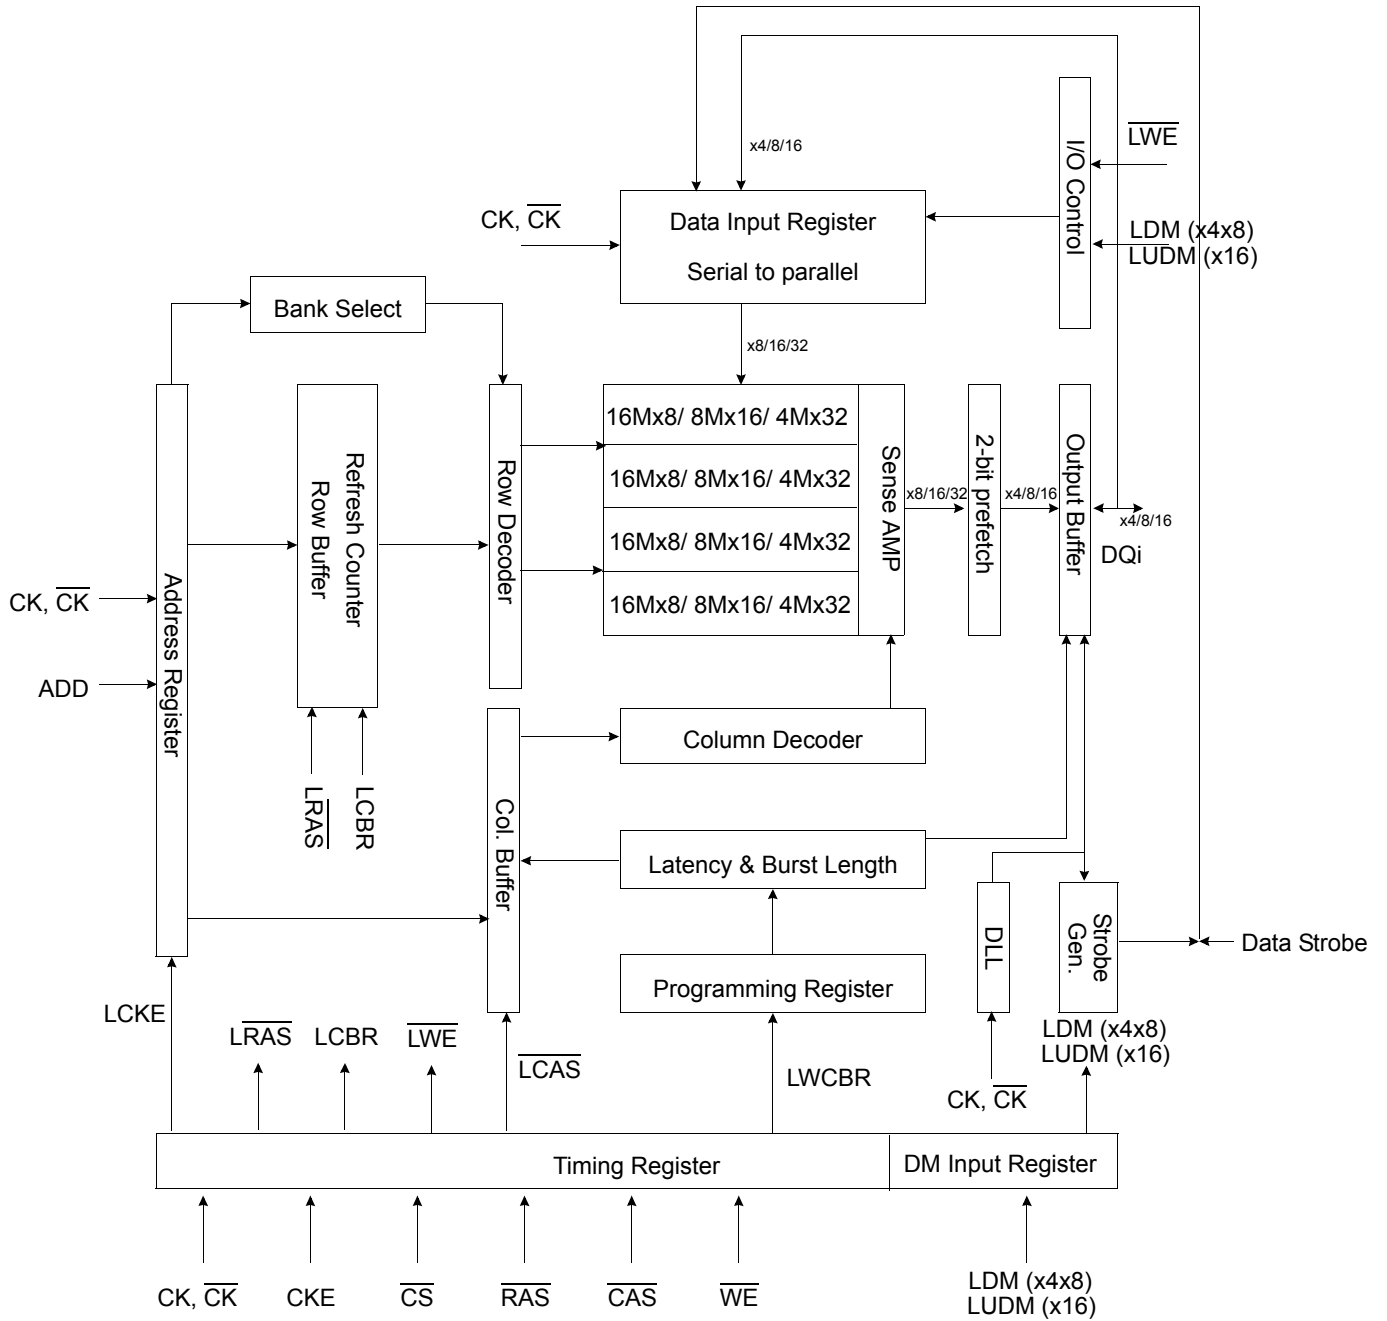 x4/8/16
LWE
I/O Control
CK, CK
Data Input Register
Serial to parallel
LDM (x4x8)
LUDM (x16)
Bank Select
x8/16/32
Address Register
Refresh Counter
Row Buffer
Row Decoder
16Mx8/ 8Mx16/ 4Mx32
16Mx8/ 8Mx16/ 4Mx32
16Mx8/ 8Mx16/ 4Mx32
16Mx8/ 8Mx16/ 4Mx32
Sense AMP
x8/16/32
2-bit prefetch
x4/8/16
Output Buffer
x4/8/16
DQi
CK, CK
ADD
LRAS
LCBR
Col. Buffer
Column Decoder
Latency & Burst Length
Programming Register
DLL
Strobe
Gen.
Data Strobe
LCKE
LRAS
LCBR
LWE
LCAS
LWCBR
CK, CK
LDM (x4x8)
LUDM (x16)
Timing Register
DM Input Register
CK, CK
CKE
CS
RAS
CAS
WE
LDM (x4x8)
LUDM (x16)